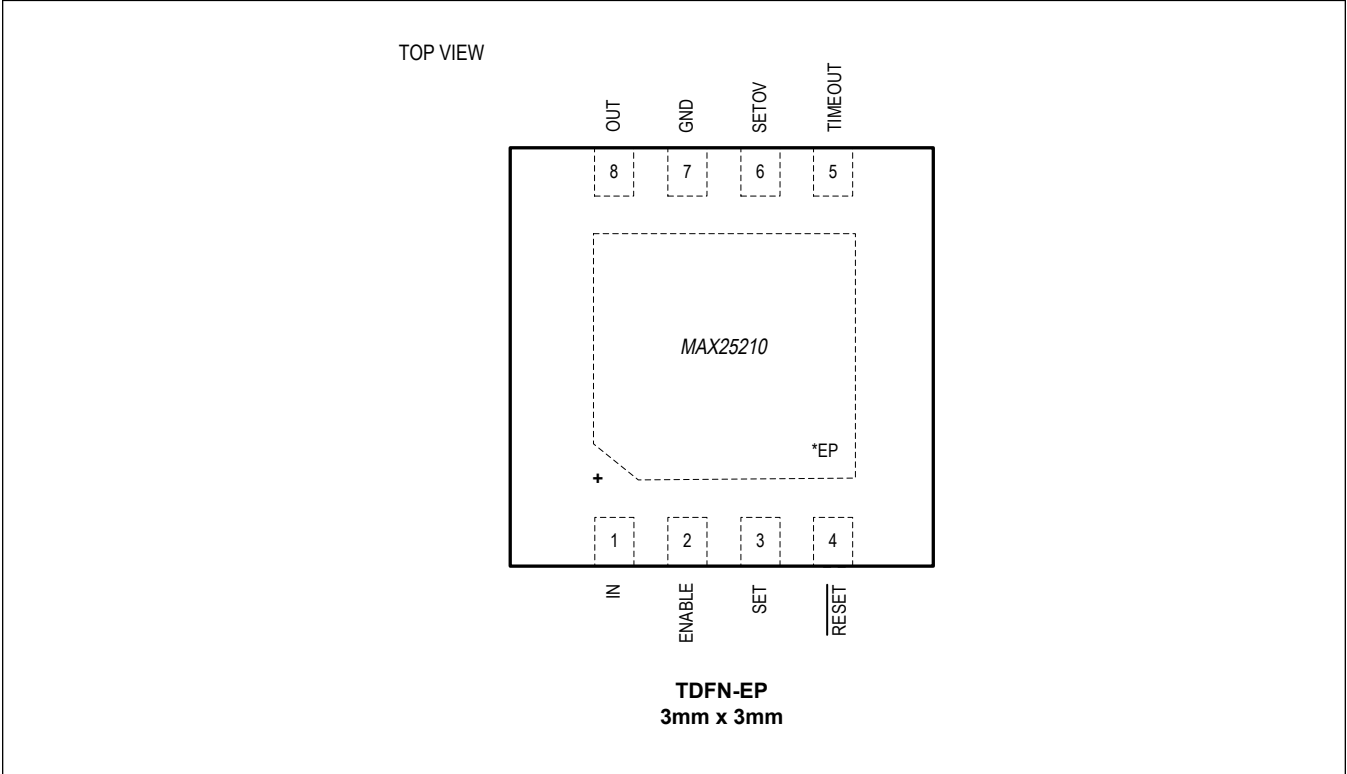 TOP VIEW
OUT
GND
SETOV
TIMEOUT
8
7
6
5
MAX25210
*EP
+
1
2
3
4
IN
ENABLE
SET
RESET
TDFN-EP
3mm x 3mm